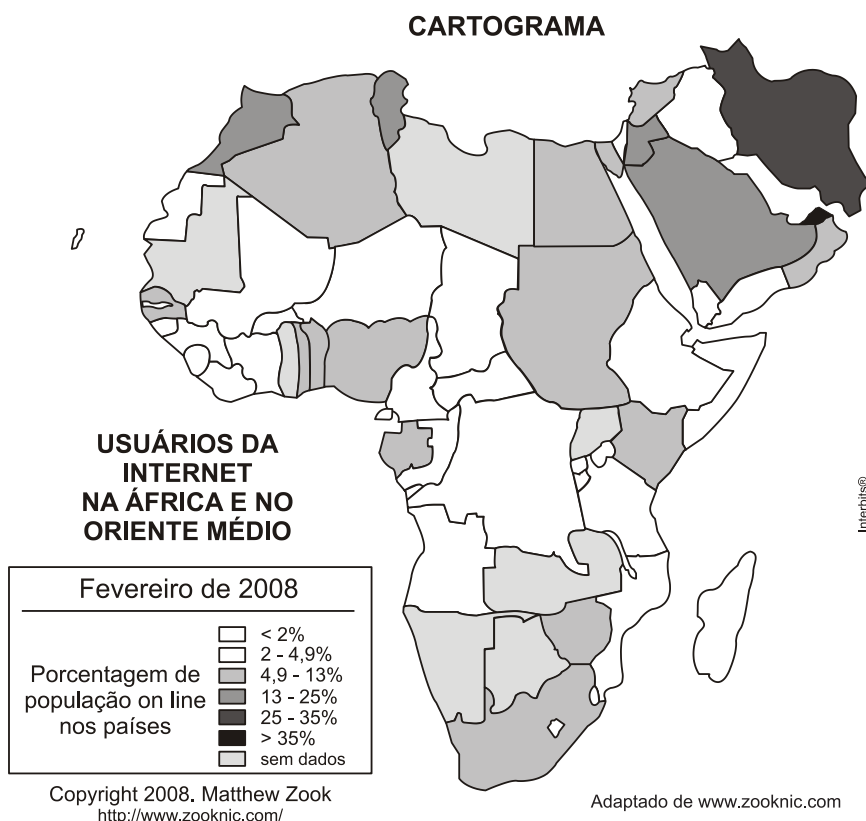 CARTOGRAMA
USUÁRIOS DA
INTERNET
NA ÁFRICA E NO
ORIENTE MÉDIO
Fevereiro de 2008
Porcentagem de
população on line
nos países
< 2%
2 - 4,9%
4,9 - 13%
13 - 25%
25 - 35%
> 35%
sem dados
Copyright 2008. Matthew Zook
http://www.zooknic.com/
Adaptado de www.zooknic.com
Interbits®